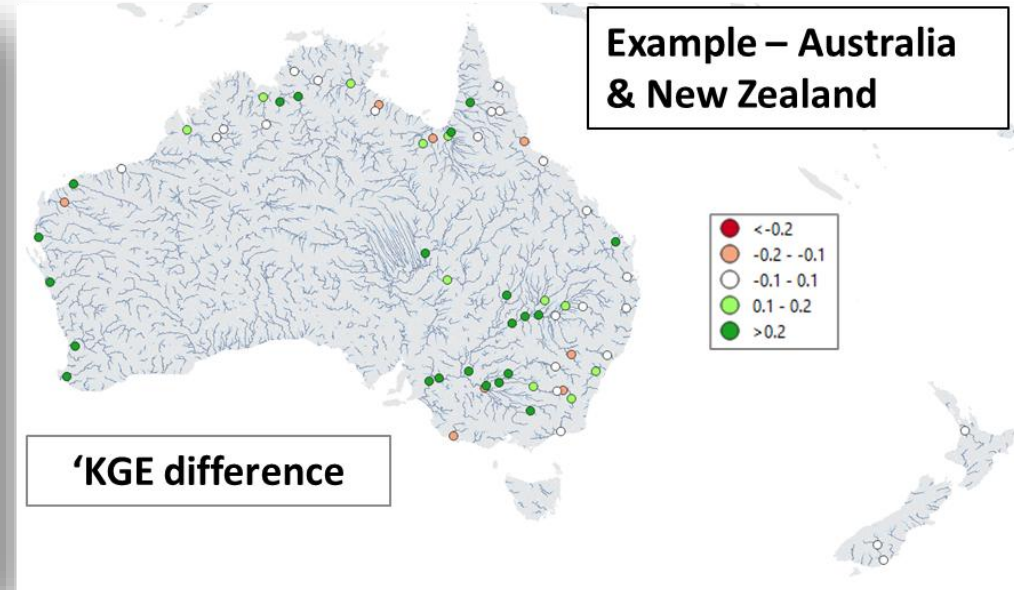 Example – Australia
& New Zealand
<-0.2
-0.2 - -0.1
-0.1 - 0.1
0.1 - 0.2
>0.2
‘KGE difference